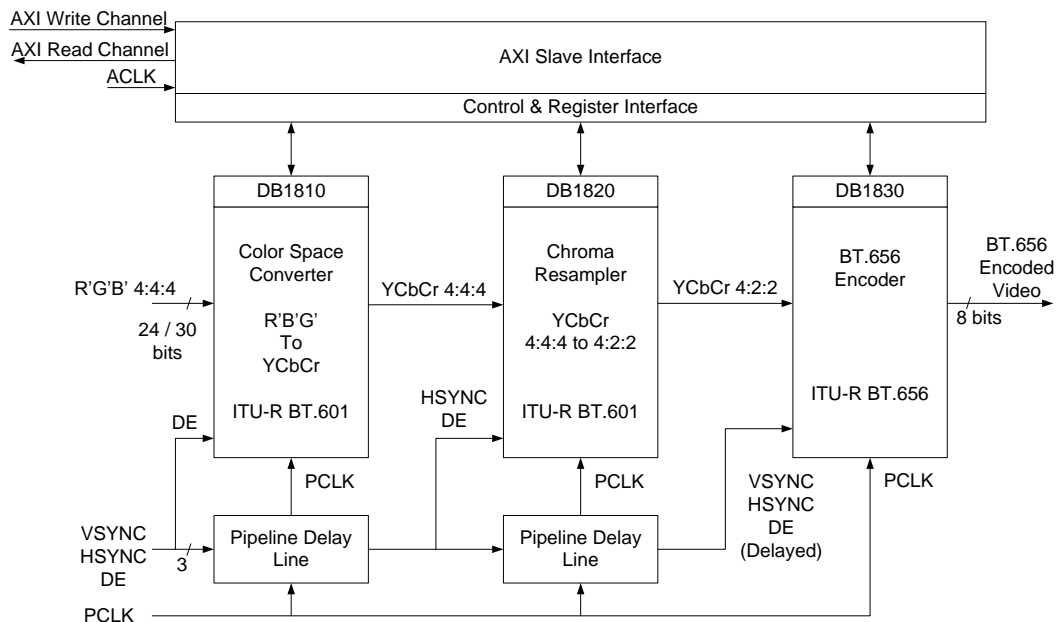 AXI Write Channel
AXI Read Channel
ACLK
AXI Slave Interface
Control & Register Interface
DB1810
Color Space
Converter
R'B'G'
To
YCbCr
ITU-R BT.601
DB1820
Chroma
Resampler
YCbCr
4:4:4 to 4:2:2
ITU-R BT.601
DB1830
BT.656
Encoder
ITU-R BT.656
R'G'B' 4:4:4
24 / 30
bits
YCbCr 4:4:4
YCbCr 4:2:2
BT.656
Encoded
Video
8 bits
DE
HSYNC
DE
PCLK
PCLK
PCLK
VSYNC
HSYNC
DE
(Delayed)
VSYNC
HSYNC
DE
3
Pipeline Delay
Line
Pipeline Delay
Line
PCLK